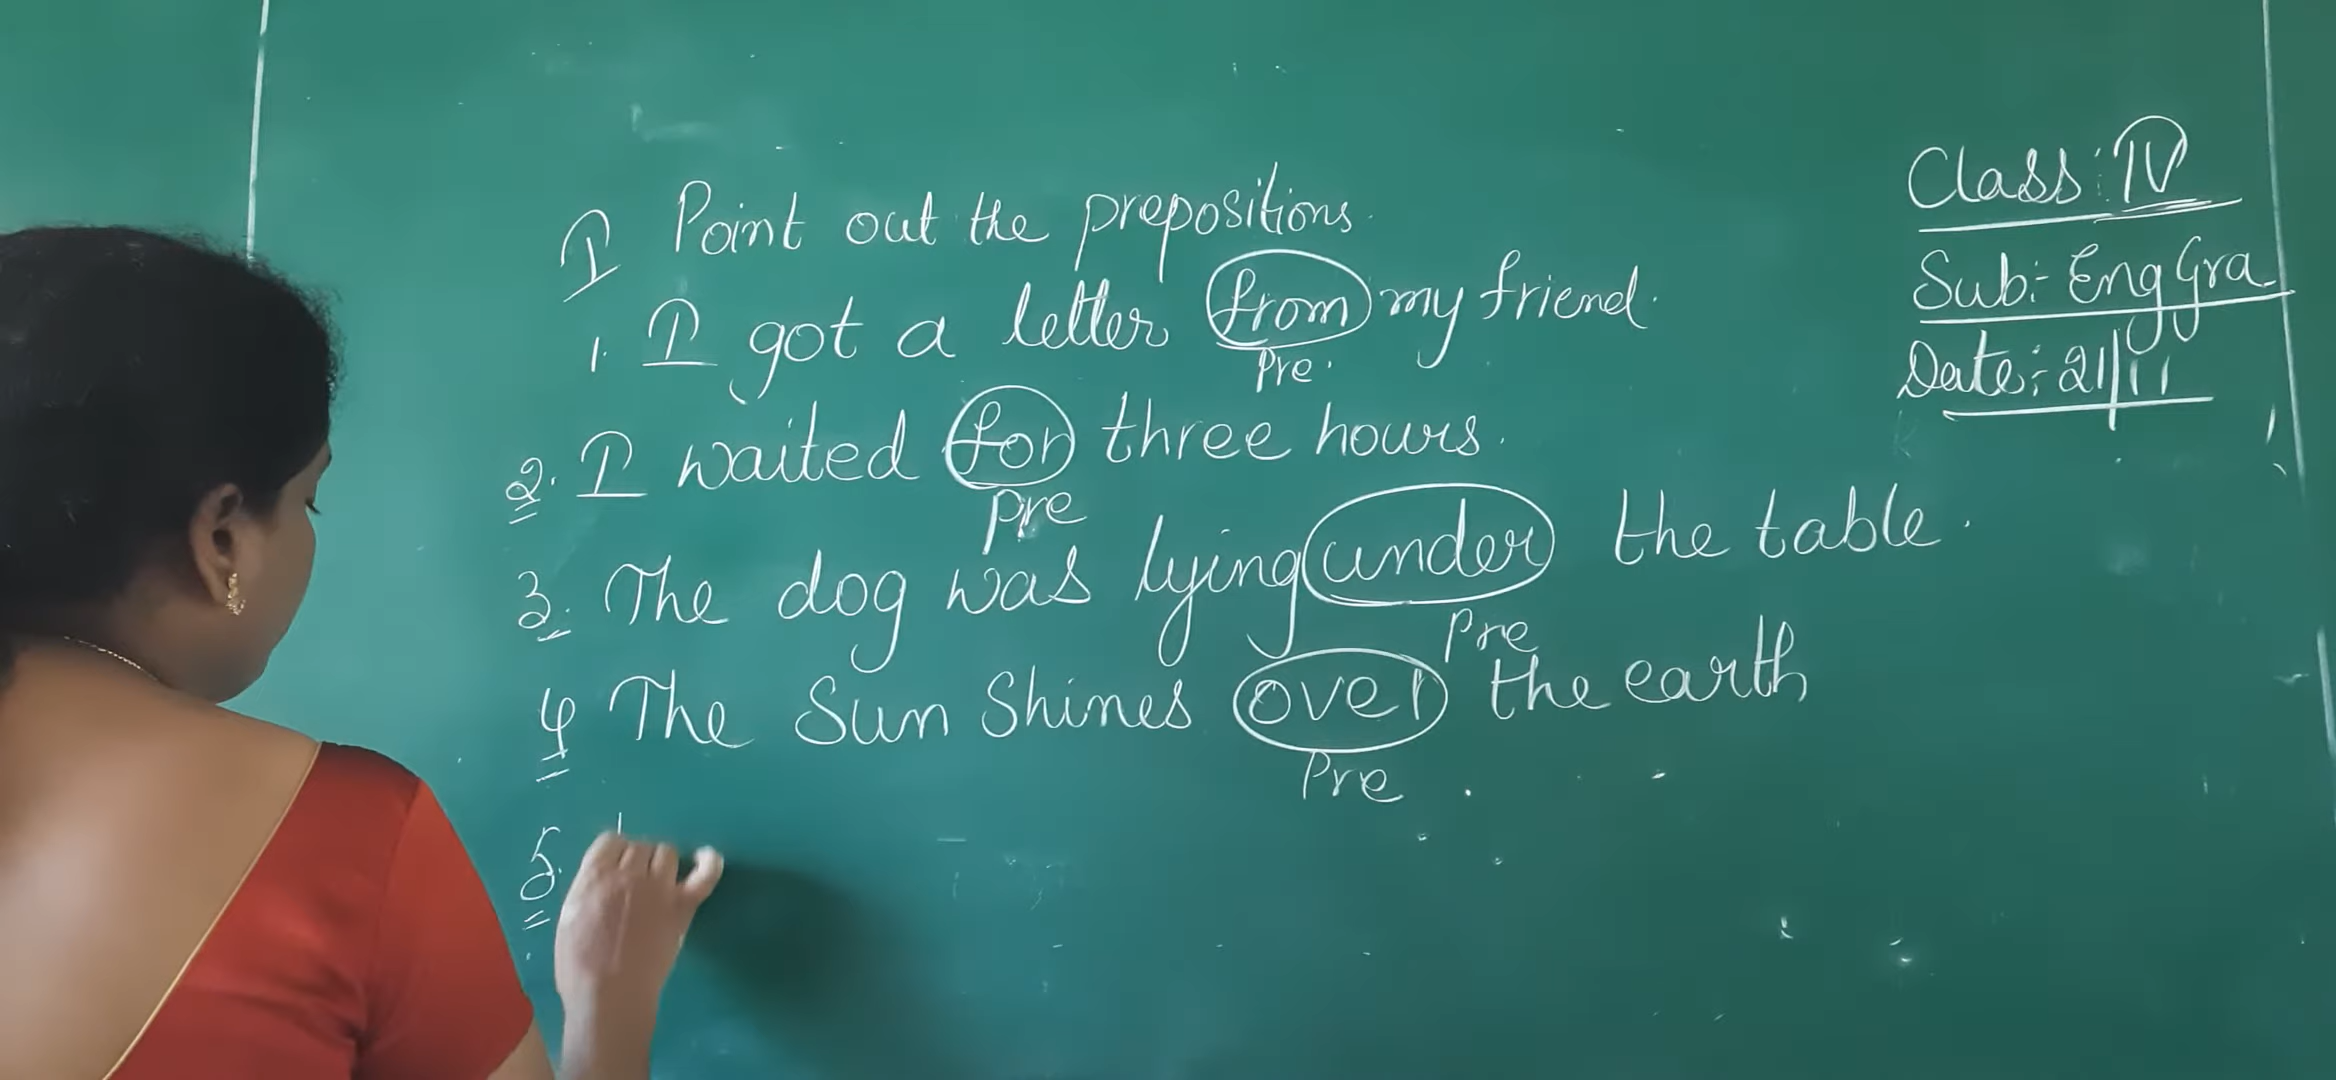 I Point out the prepositions.
1. I got a letter from my friend.
Pre.
2. I waited for three hours.
Pre
3. The dog was lying under the table.
Pre
4 The Sun Shines over the earth
Pre .
5.
Class: IV
Sub:- Eng Gra
Date:- 21/11